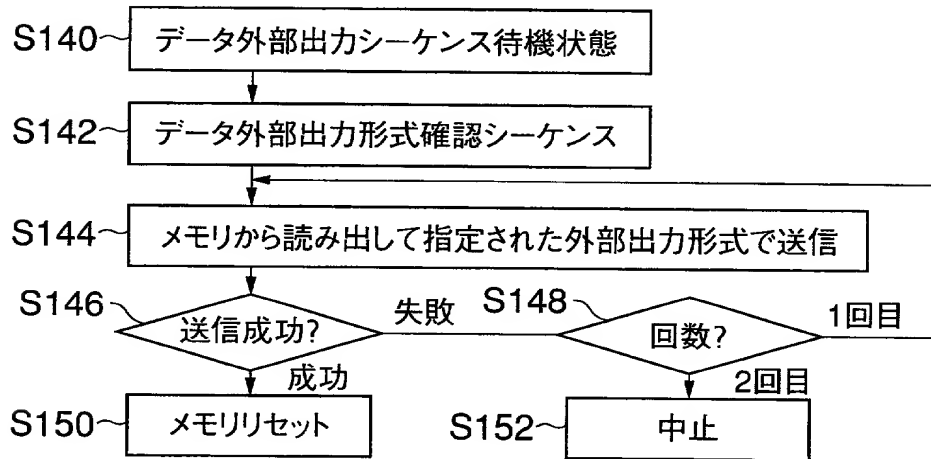 S140 データ外部出力シーケンス待機状態
S142 データ外部出力形式確認シーケンス
S144 メモリから読み出して指定された外部出力形式で送信
S146 送信成功? 失敗 S148 回数? 1回目
成功 2回目
S150 メモリリセット S152 中止